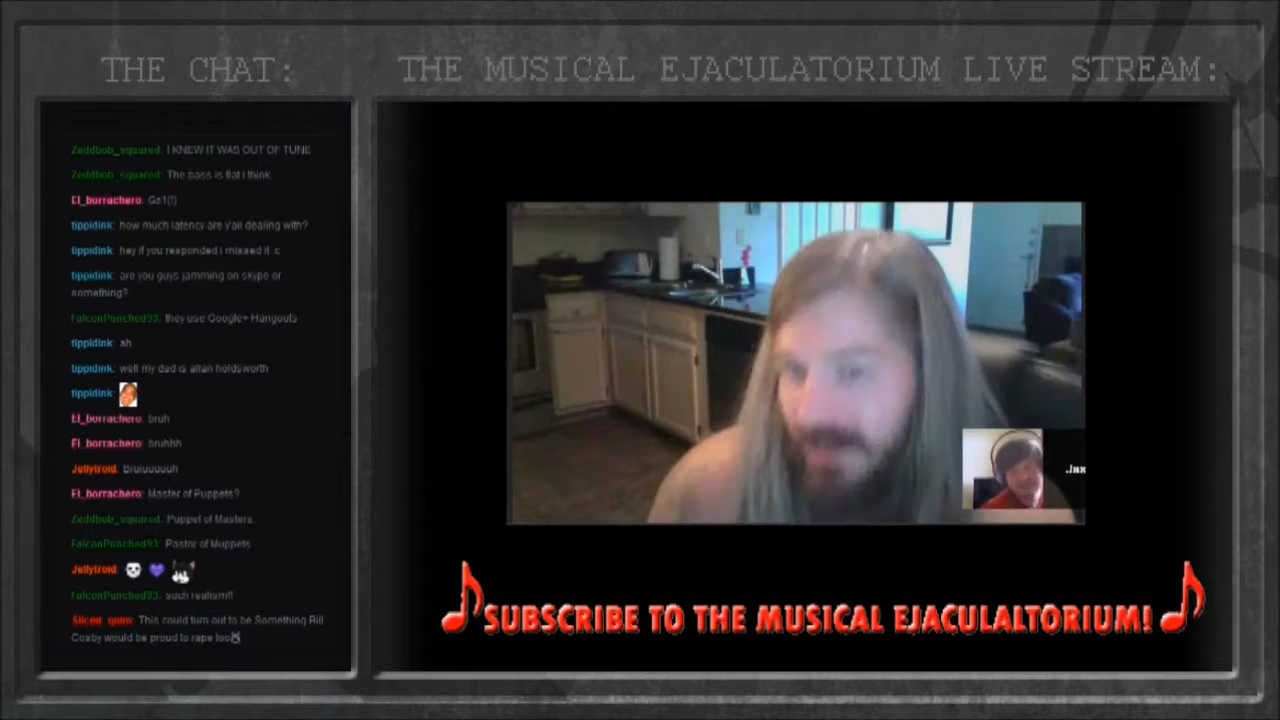 THE CHAT:
THE MUSICAL EJACULATORIUM LIVE STREAM:
Zeddbob_squared: I KNEW IT WAS OUT OF TUNE
Zeddbob_squared: The bass is flat i think
El_borrachero: Ga1(!)
tippidink: how much latency are y'all dealing with?
tippidink: hey if you responded i missed it :c
tippidink: are you guys jamming on skype or
something?
FalconPunched93: they use Google+ Hangouts
tippidink: ah
tippidink: well my dad is allan holdsworth
tippidink:
El_borrachero: bruh
El_borrachero: bruhhh
Jellytroid: Bruuuuuuh
El_borrachero: Master of Puppets?
Zeddbob_squared: Puppet of Masters.
FalconPunched93: Pastor of Muppets
Jellytroid:
FalconPunched93: such realism!!
Sliced_quim: This could turn out to be Something Bill
Cosby would be proud to rape too
.Jax
SUBSCRIBE TO THE MUSICAL EJACULALTORIUM!